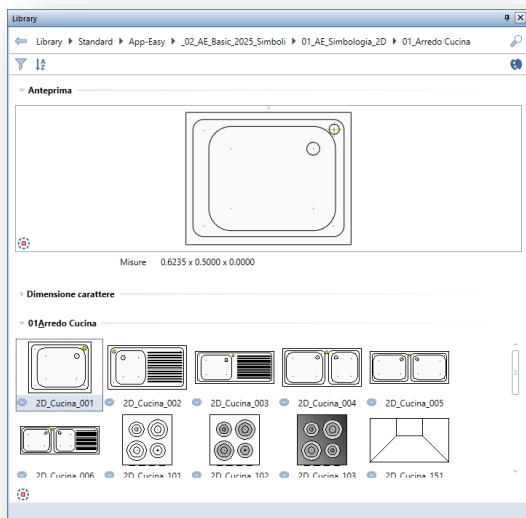 Library
Library Standard App-Easy _02_AE_Basic_2025_Simboli 01_AE_Simbologia_2D 01_Arredo Cucina
Anteprima
Misure 0.6235 x 0.5000 x 0.0000
Dimensione carattere
01Arredo Cucina
2D_Cucina_001 2D_Cucina_002 2D_Cucina_003 2D_Cucina_004 2D_Cucina_005
2D_Cucina_006 2D_Cucina_101 2D_Cucina_102 2D_Cucina_103 2D_Cucina_151